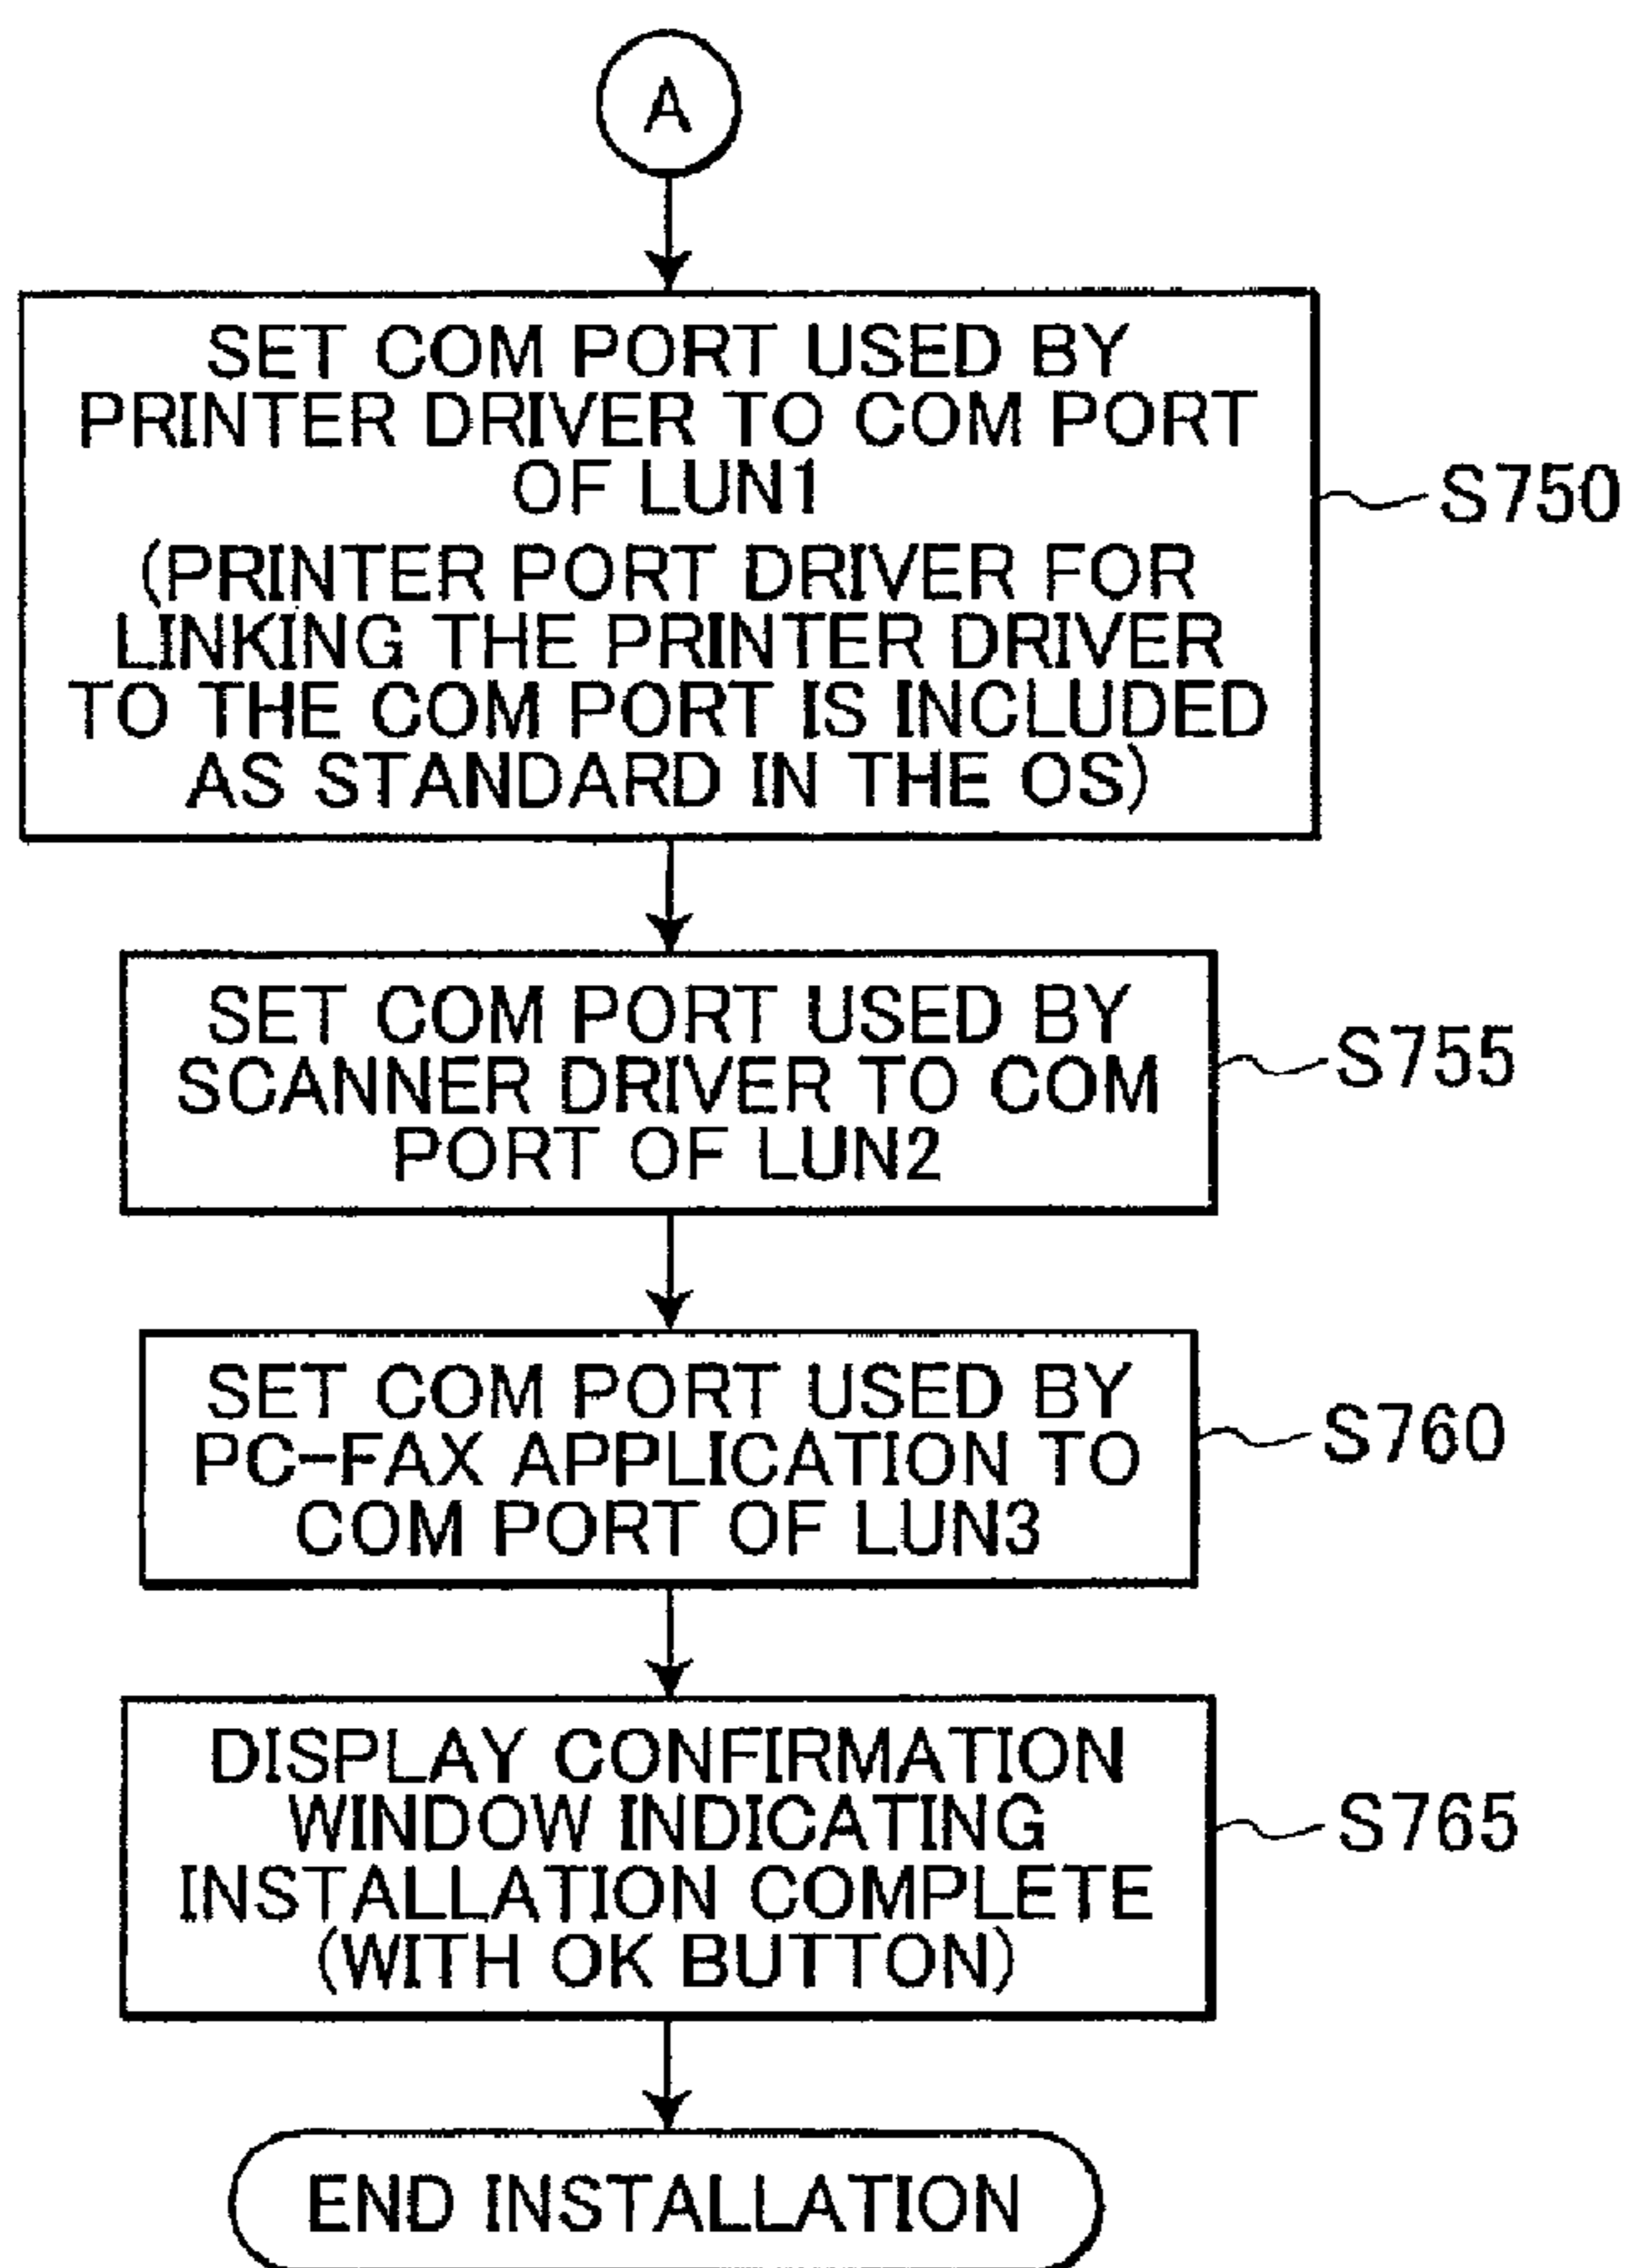 A
SET COM PORT USED BY
PRINTER DRIVER TO COM PORT
OF LUN1
(PRINTER PORT DRIVER FOR
LINKING THE PRINTER DRIVER
TO THE COM PORT IS INCLUDED
AS STANDARD IN THE OS)
S750
SET COM PORT USED BY
SCANNER DRIVER TO COM
PORT OF LUN2
S755
SET COM PORT USED BY
PC-FAX APPLICATION TO
COM PORT OF LUN3
S760
DISPLAY CONFIRMATION
WINDOW INDICATING
INSTALLATION COMPLETE
(WITH OK BUTTON)
S765
END INSTALLATION